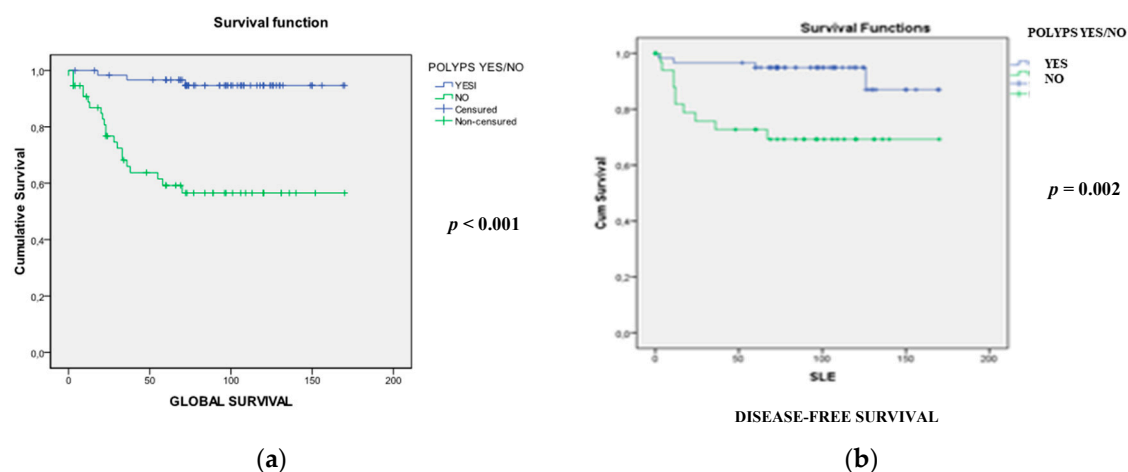 Survival function
Cumulative Survival
1,0
0,8
0,6
0,4
0,2
0,0
0 50 100 150 200
GLOBAL SURVIVAL
POLYPS YES/NO
YESI
NO
Censured
Non-censured
p < 0.001
(a)
Survival Functions
Cum Survival
1,0
0,8
0,6
0,4
0,2
0,0
0 50 100 150 200
SLE
DISEASE-FREE SURVIVAL
POLYPS YES/NO
YES
NO
p = 0.002
(b)